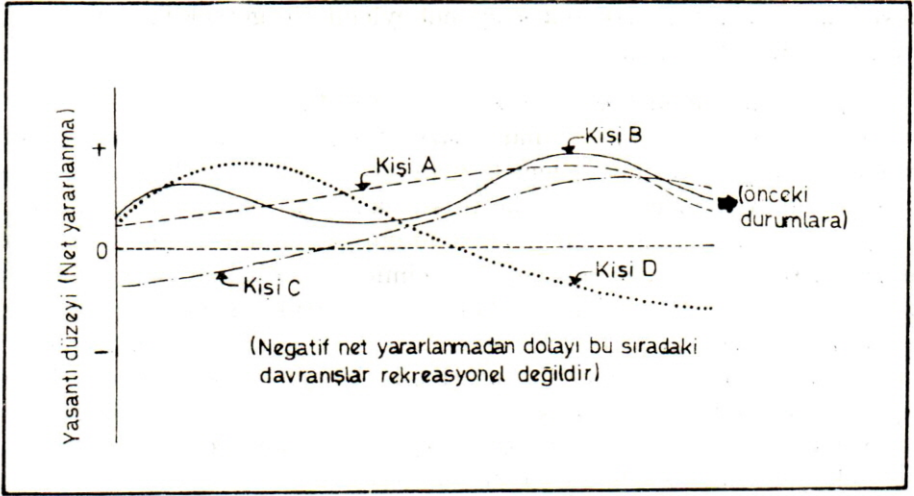 Yaşantı düzeyi (Net yararlanma)
+
0
−
Kişi A
Kişi B
Kişi C
Kişi D
(önceki
durumlara)
(Negatif net yararlanmadan dolayı bu sıradaki
davranışlar rekreasyonel değildir)